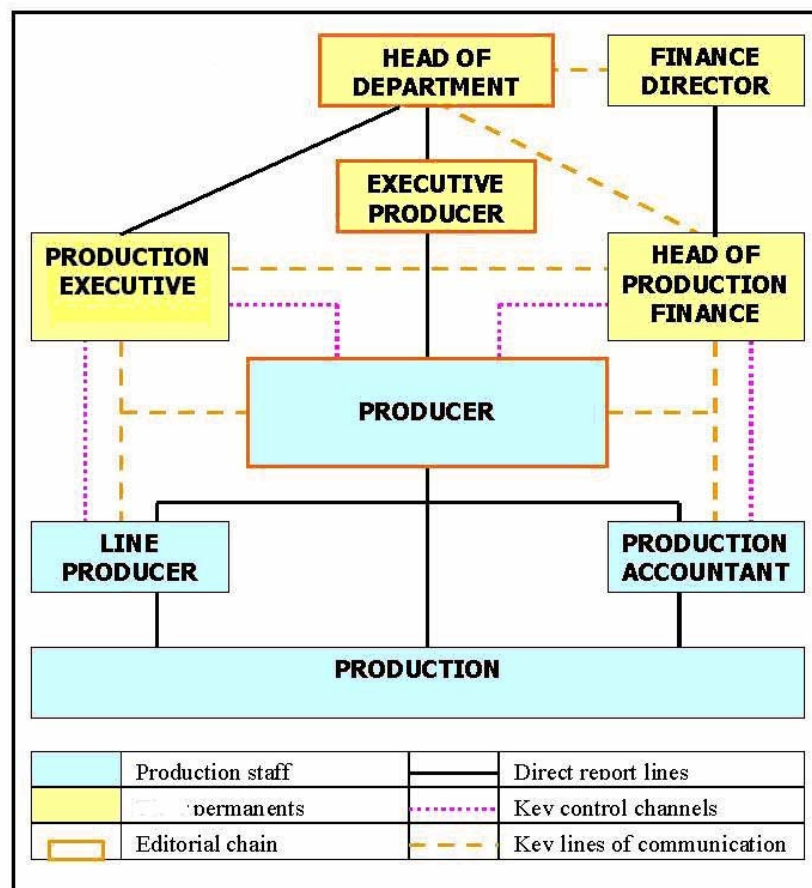 HEAD OF
DEPARTMENT
FINANCE
DIRECTOR
EXECUTIVE
PRODUCER
PRODUCTION
EXECUTIVE
HEAD OF
PRODUCTION
FINANCE
PRODUCER
LINE
PRODUCER
PRODUCTION
ACCOUNTANT
PRODUCTION
Production staff
Direct report lines
permanents
Key control channels
Editorial chain
Key lines of communication